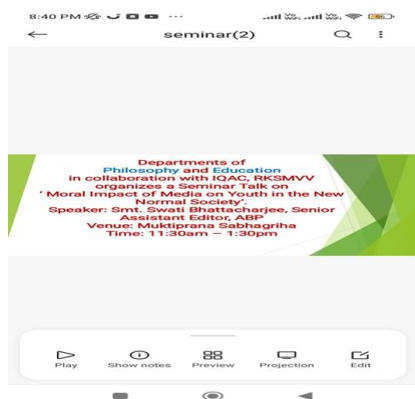 8:40 PM
seminar(2)
Departments of
Philosophy and Education
in collaboration with IQAC, RKSMVV
organizes a Seminar Talk on
‘ Moral Impact of Media on Youth in the New
Normal Society’.
Speaker: Smt. Swati Bhattacharjee, Senior
Assistant Editor, ABP
Venue: Muktiprana Sabhagriha
Time: 11:30am – 1:30pm
Play Show notes Preview Projection Edit